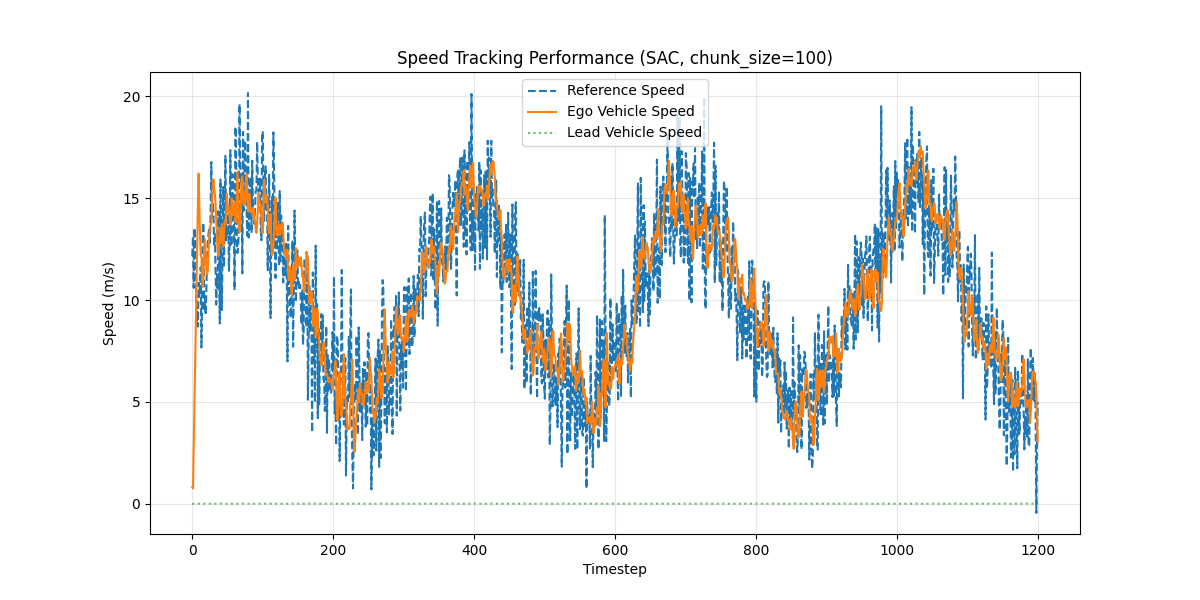 Speed Tracking Performance (SAC, chunk_size=100)
Reference Speed
Ego Vehicle Speed
Lead Vehicle Speed
Speed (m/s)
20
15
10
5
0
0 200 400 600 800 1000 1200
Timestep